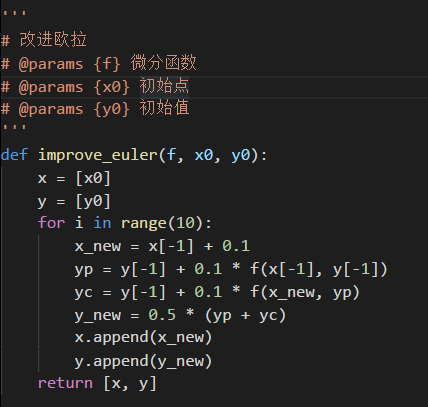 '''
# 改进欧拉
# @params {f} 微分函数
# @params {x0} 初始点
# @params {y0} 初始值
'''
def improve_euler(f, x0, y0):
    x = [x0]
    y = [y0]
    for i in range(10):
        x_new = x[-1] + 0.1
        yp = y[-1] + 0.1 * f(x[-1], y[-1])
        yc = y[-1] + 0.1 * f(x_new, yp)
        y_new = 0.5 * (yp + yc)
        x.append(x_new)
        y.append(y_new)
    return [x, y]